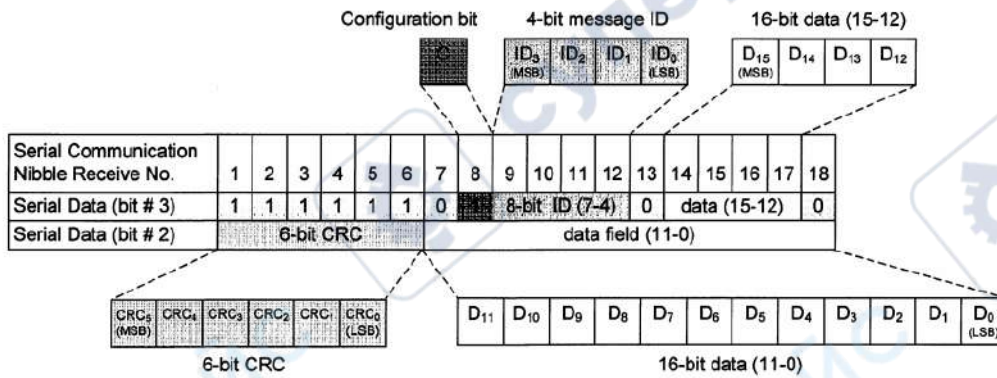 Configuration bit 4-bit message ID 16-bit data (15-12)
C ID₃ ID₂ ID₁ ID₀ D₁₅ D₁₄ D₁₃ D₁₂
(MSB) (LSB) (MSB)
Serial Communication
Nibble Receive No. 1 2 3 4 5 6 7 8 9 10 11 12 13 14 15 16 17 18
Serial Data (bit # 3) 1 1 1 1 1 1 0 8-bit ID (7-4) 0 data (15-12) 0
Serial Data (bit # 2) 6-bit CRC data field (11-0)
CRC₅ CRC₄ CRC₃ CRC₂ CRC₁ CRC₀ D₁₁ D₁₀ D₉ D₈ D₇ D₆ D₅ D₄ D₃ D₂ D₁ D₀
(MSB) (LSB) (LSB)
6-bit CRC 16-bit data (11-0)